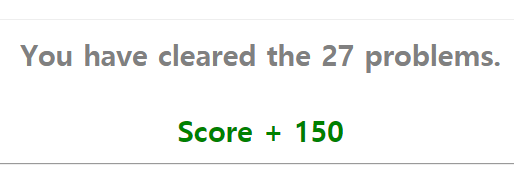 You have cleared the 27 problems.
Score + 150